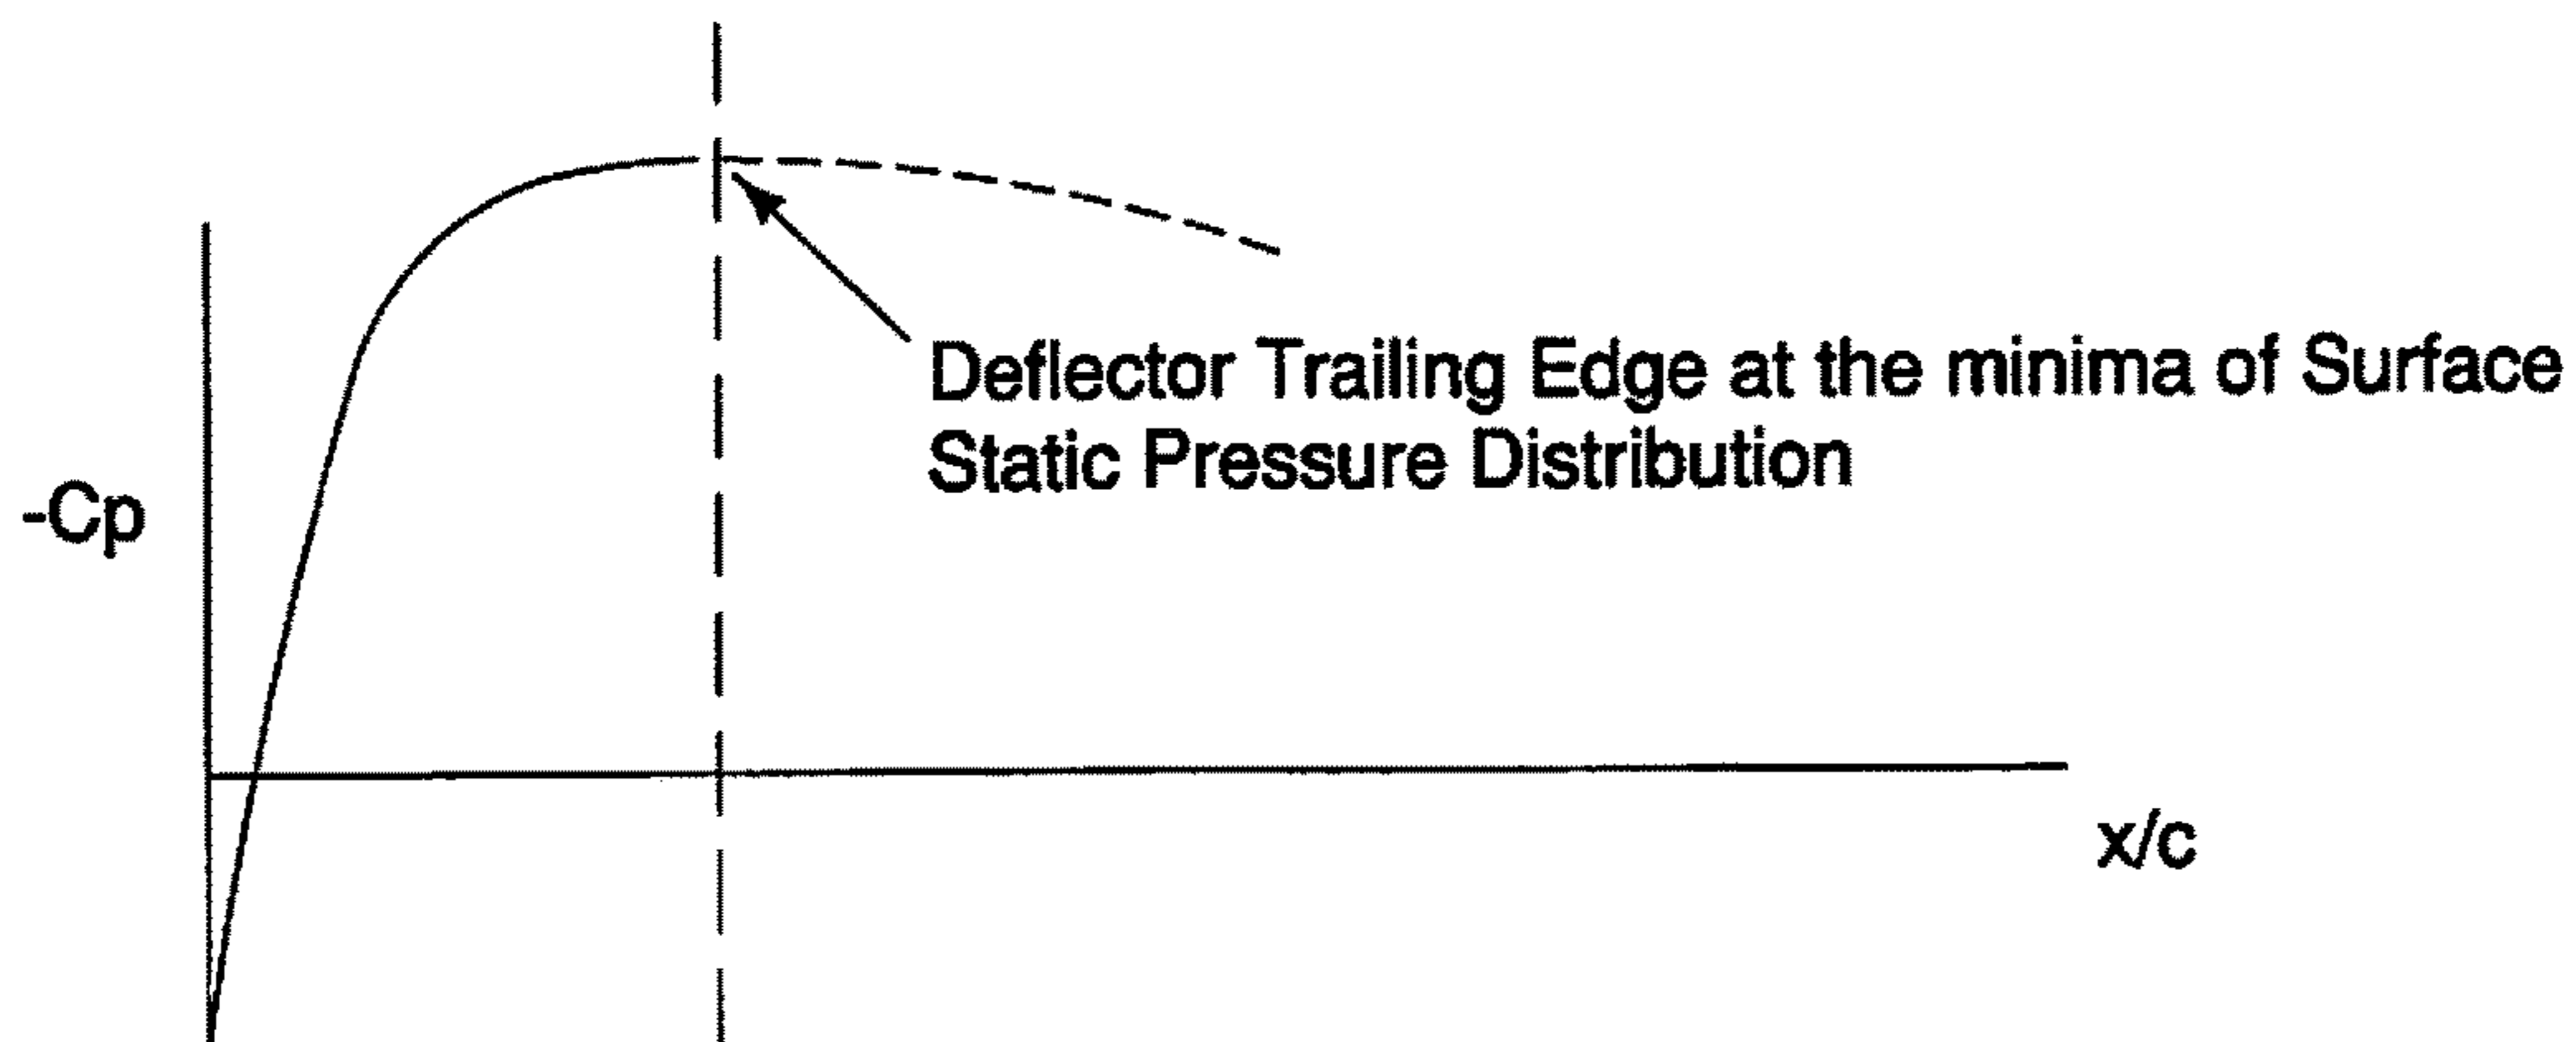 Deflector Trailing Edge at the minima of Surface
Static Pressure Distribution
-Cp
x/c